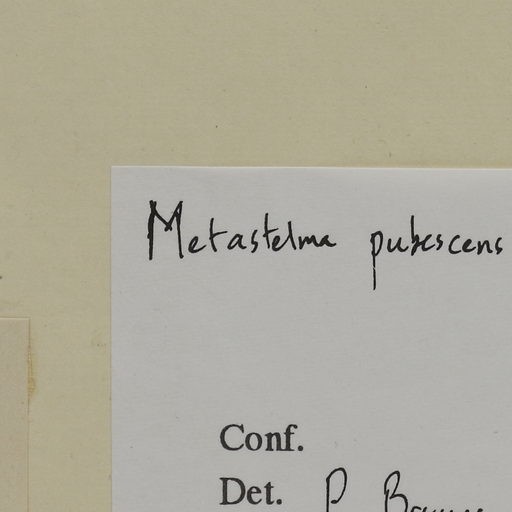 Metastelma pubescens
Conf.
Det. P